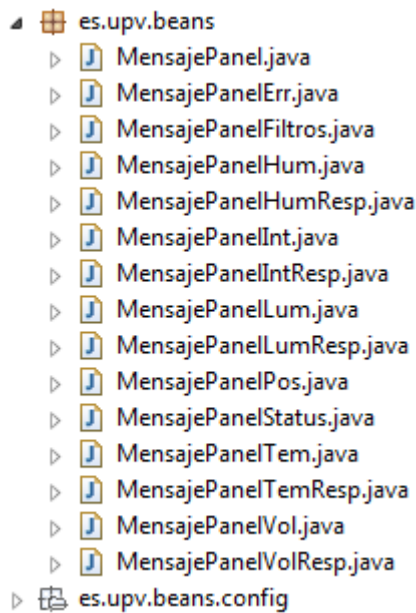 es.upv.beans
MensajePanel.java
MensajePanelErr.java
MensajePanelFiltros.java
MensajePanelHum.java
MensajePanelHumResp.java
MensajePanelInt.java
MensajePanelIntResp.java
MensajePanelLum.java
MensajePanelLumResp.java
MensajePanelPos.java
MensajePanelStatus.java
MensajePanelTem.java
MensajePanelTemResp.java
MensajePanelVol.java
MensajePanelVolResp.java
es.upv.beans.config